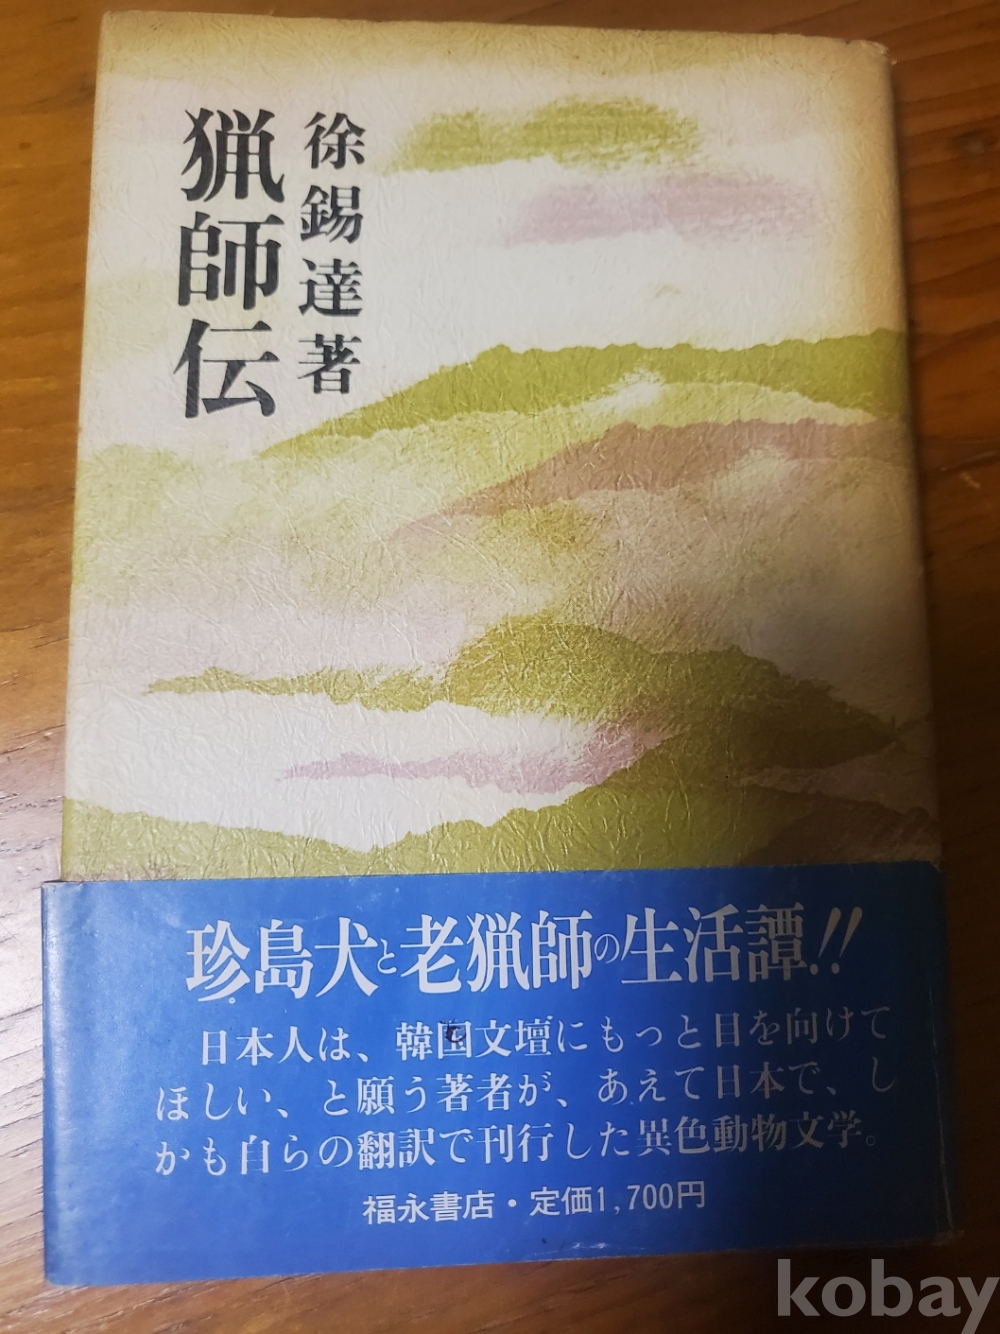 徐錫達著
猟師伝
珍島犬と老猟師の生活譚!!
日本人は、韓国文壇にもっと目を向けて
ほしい、と願う著者が、あえて日本で、し
かも自らの翻訳で刊行した異色動物文学。
福永書店・定価1,700円
kobay